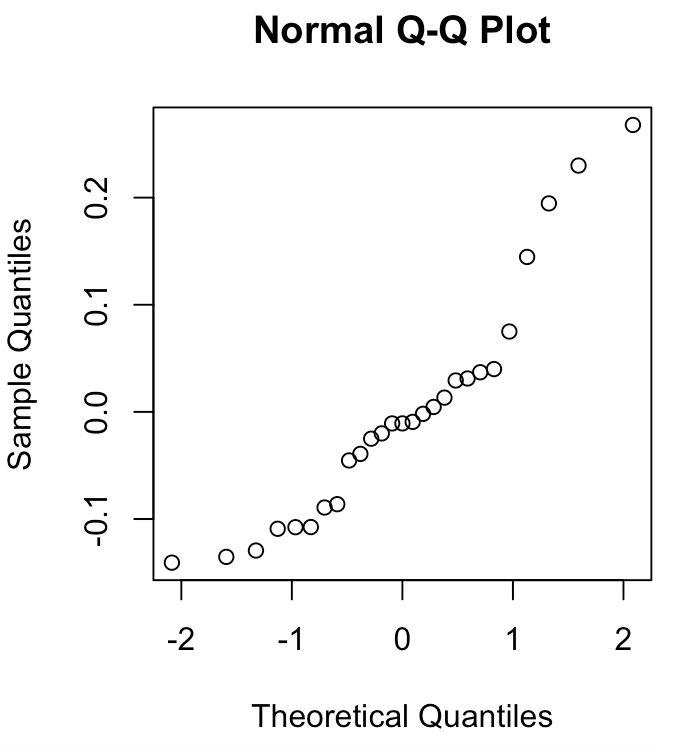 Normal Q-Q Plot
Sample Quantiles
0.2
0.1
0.0
-0.1
-2 -1 0 1 2
Theoretical Quantiles